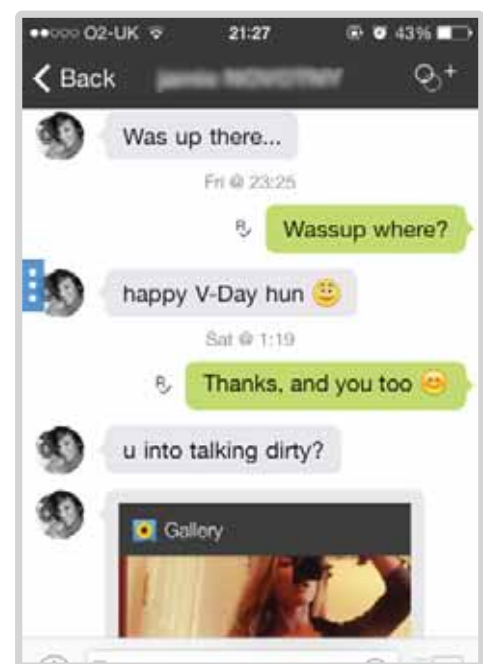 O2-UK 21:27 43%
Back
Was up there...
Fri @ 23:25
Wassup where?
happy V-Day hun
Sat @ 1:19
Thanks, and you too
u into talking dirty?
Gallery